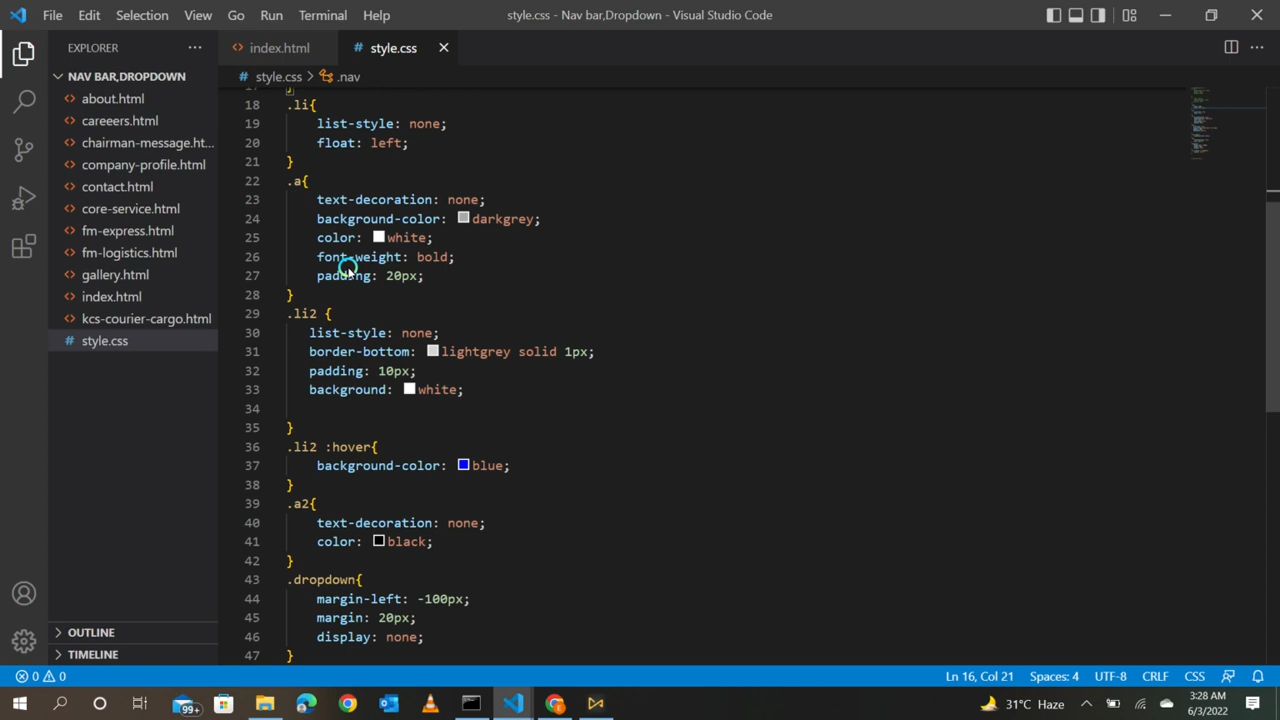 File Edit Selection View Go Run Terminal Help style.css - Nav bar,Dropdown - Visual Studio Code
EXPLORER
NAV BAR,DROPDOWN
about.html
careeers.html
chairman-message.ht...
company-profile.html
contact.html
core-service.html
fm-express.html
fm-logistics.html
gallery.html
index.html
kcs-courier-cargo.html
# style.css
OUTLINE
TIMELINE
index.html # style.css
# style.css > .nav
17 }
18 .li{
19 list-style: none;
20 float: left;
21 }
22 .a{
23 text-decoration: none;
24 background-color: darkgrey;
25 color: white;
26 font-weight: bold;
27 padding: 20px;
28 }
29 .li2 {
30 list-style: none;
31 border-bottom: lightgrey solid 1px;
32 padding: 10px;
33 background: white;
34
35 }
36 .li2 :hover{
37 background-color: blue;
38 }
39 .a2{
40 text-decoration: none;
41 color: black;
42 }
43 .dropdown{
44 margin-left: -100px;
45 margin: 20px;
46 display: none;
47 }
0 0 Ln 16, Col 21 Spaces: 4 UTF-8 CRLF CSS
99+ 31°C Haze 3:28 AM
6/3/2022